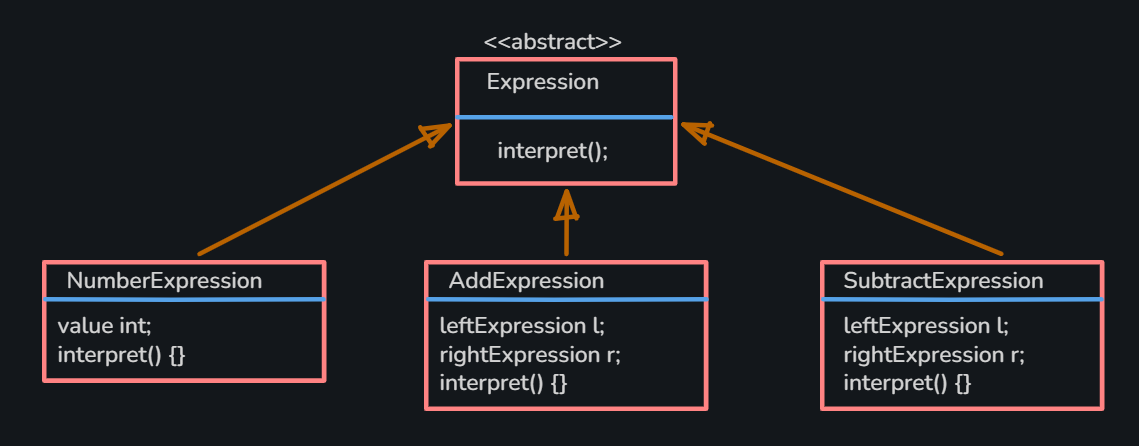 <<abstract>>
Expression
interpret();
NumberExpression
value int;
interpret() {}
AddExpression
leftExpression l;
rightExpression r;
interpret() {}
SubtractExpression
leftExpression l;
rightExpression r;
interpret() {}